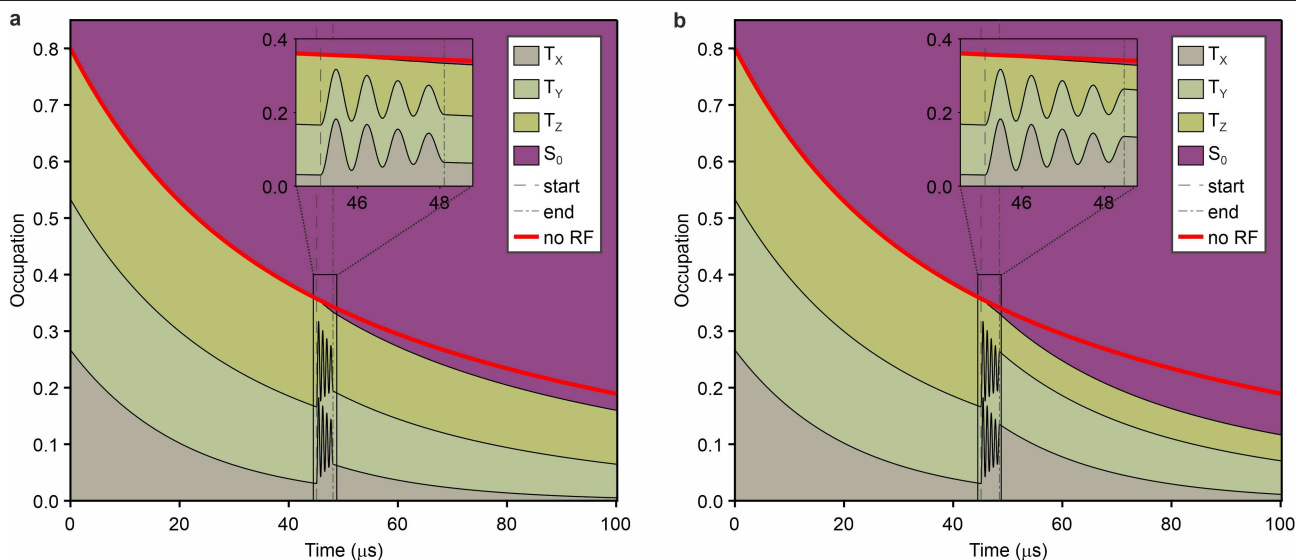 a
0.8
0.7
0.6
0.5
0.4
0.3
0.2
0.1
0.0
Occupation
0 20 40 60 80 100
Time (μs)
0.4
0.2
0.0
46 48
T_X
T_Y
T_Z
S_0
start
end
no RF
b
0.8
0.7
0.6
0.5
0.4
0.3
0.2
0.1
0.0
Occupation
0 20 40 60 80 100
Time (μs)
0.4
0.2
0.0
46 48
T_X
T_Y
T_Z
S_0
start
end
no RF